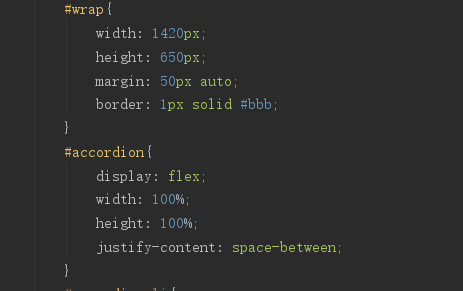 #wrap{
width: 1420px;
height: 650px;
margin: 50px auto;
border: 1px solid #bbb;
}
#accordion{
display: flex;
width: 100%;
height: 100%;
justify-content: space-between;
}